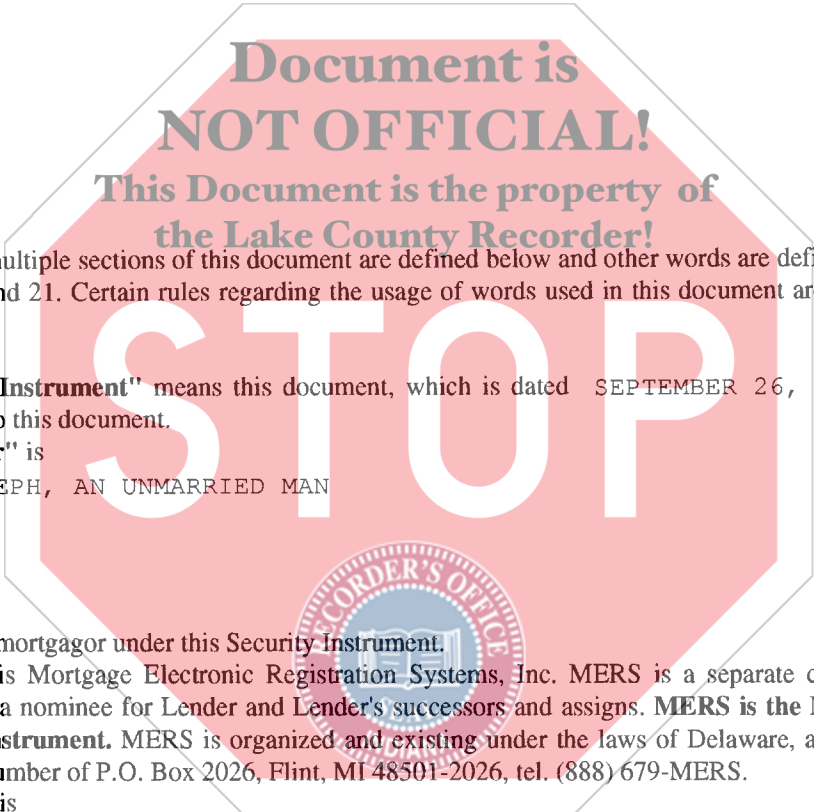 Document is
NOT OFFICIAL!
This Document is the property of
the Lake County Recorder!
ultiple sections of this document are defined below and other words are defi
nd 21. Certain rules regarding the usage of words used in this document ar
STOP
Instrument" means this document, which is dated SEPTEMBER 26,
o this document.
r" is
EPH, AN UNMARRIED MAN
RECORDER'S OFFICE
mortgagor under this Security Instrument.
is Mortgage Electronic Registration Systems, Inc. MERS is a separate c
a nominee for Lender and Lender's successors and assigns. MERS is the M
strument. MERS is organized and existing under the laws of Delaware, a
umber of P.O. Box 2026, Flint, MI 48501-2026, tel. (888) 679-MERS.
is